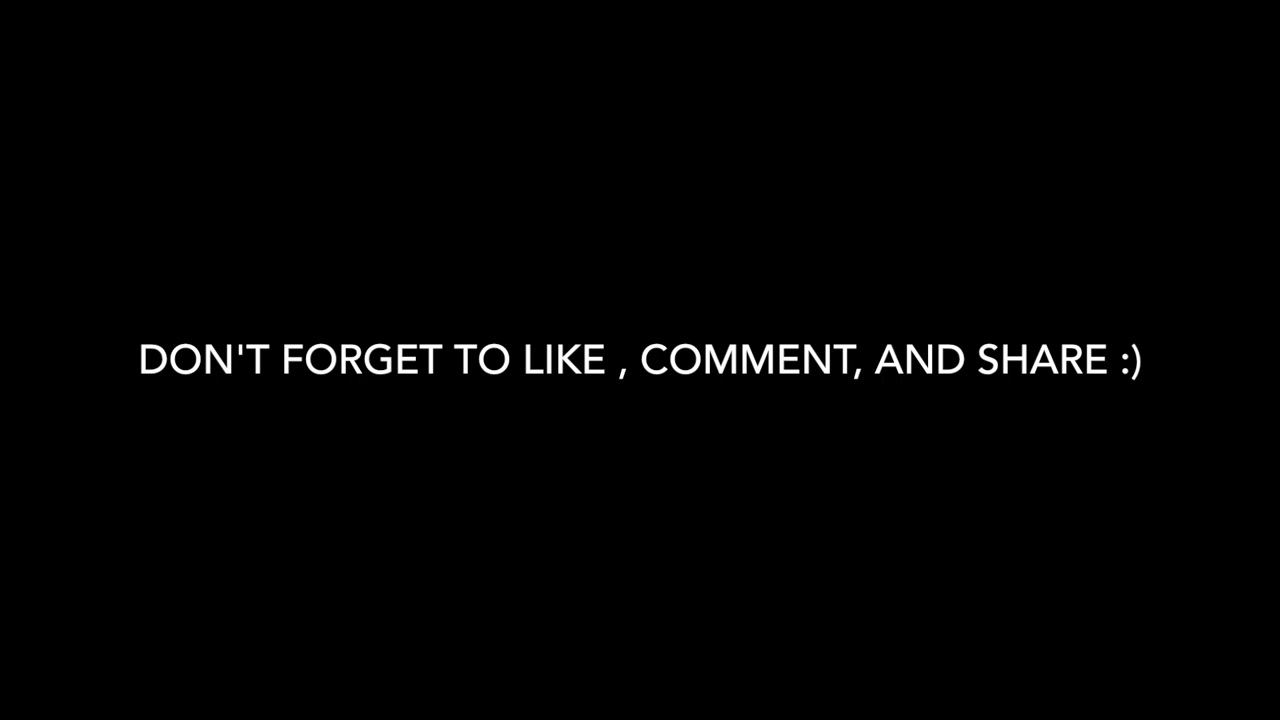 DON'T FORGET TO LIKE , COMMENT, AND SHARE :)